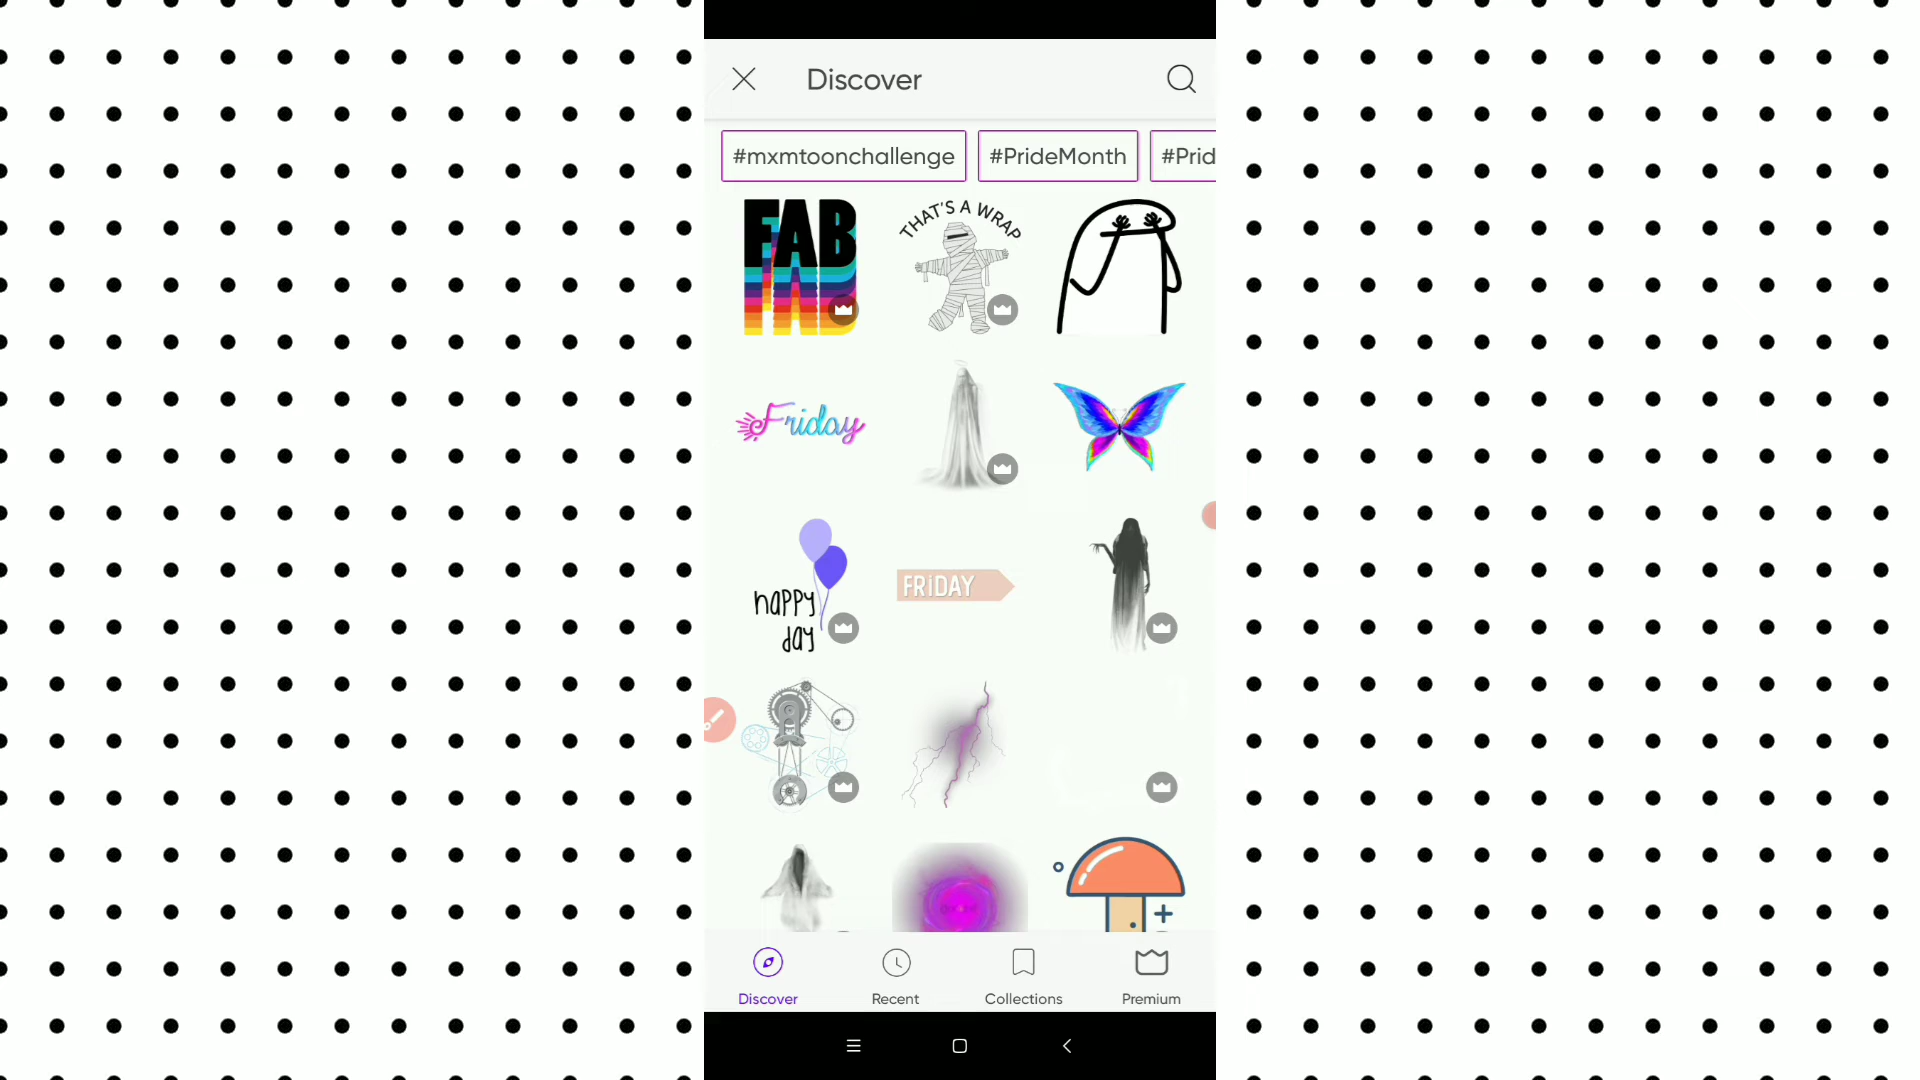 Discover
#mxmtoonchallenge
#PrideMonth
#Prid
FAB
THAT'S A WRAP
Friday
happy
day
FRiDAY
Discover
Recent
Collections
Premium